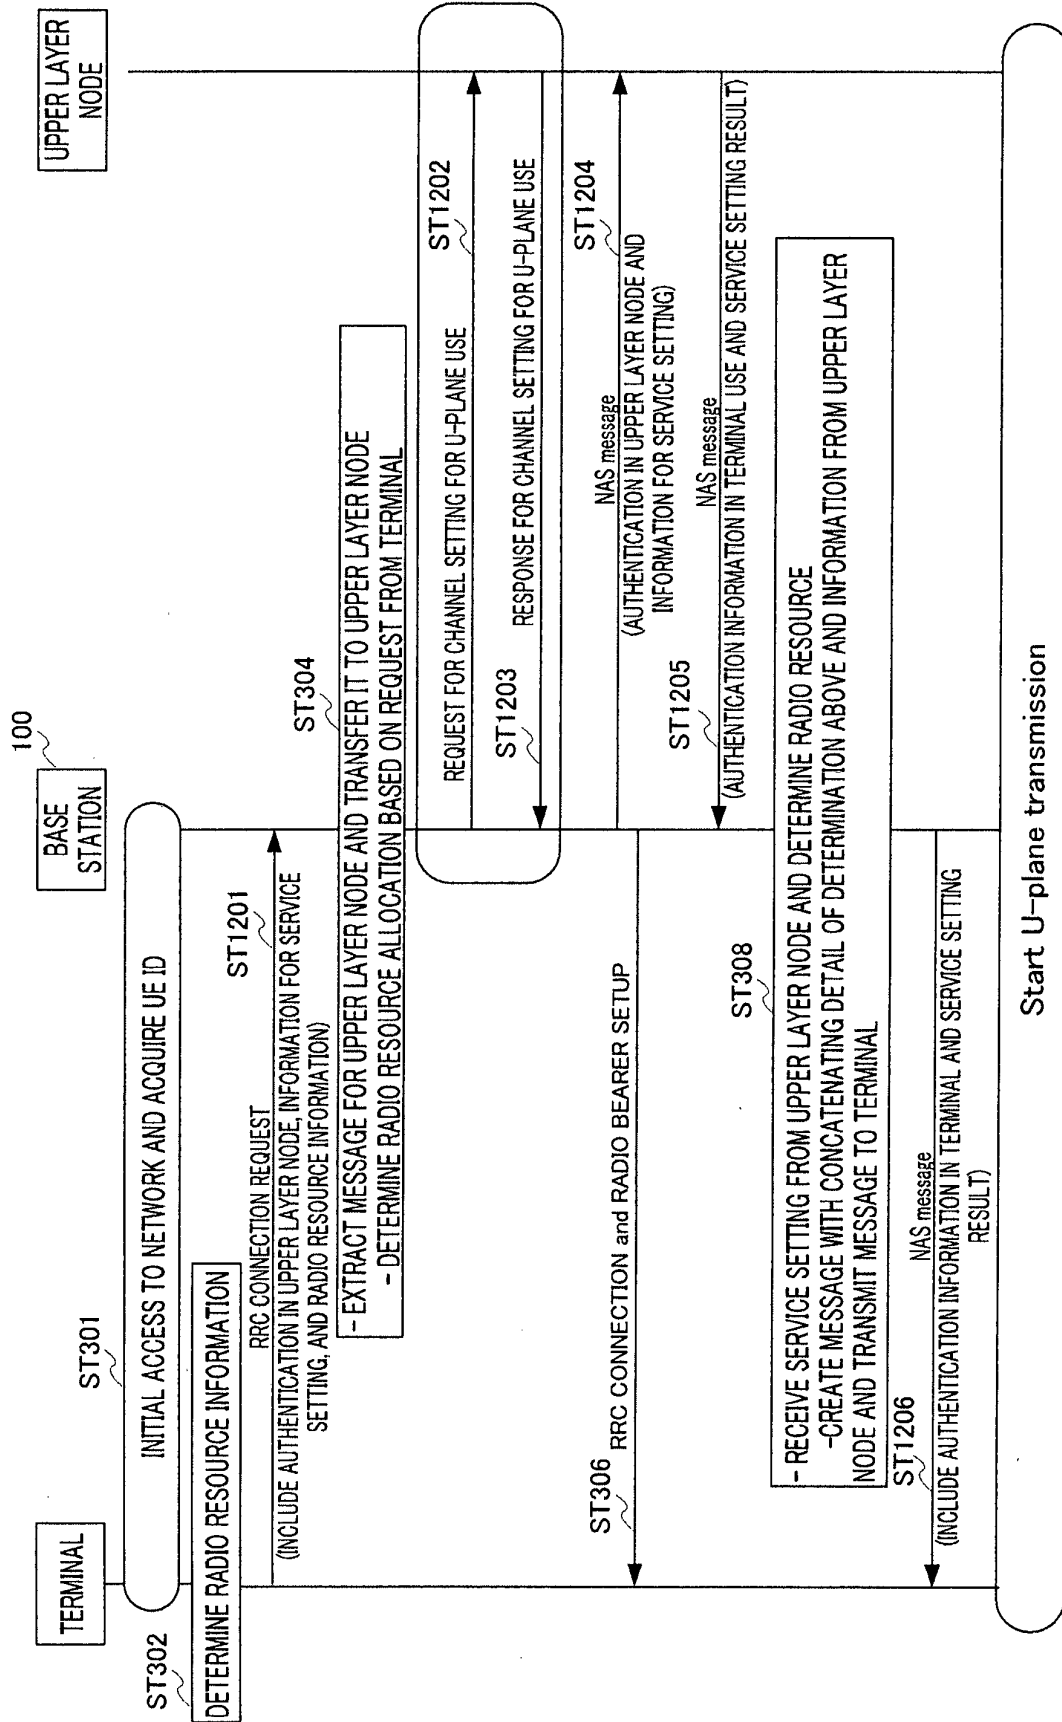 TERMINAL
BASE
STATION
100
UPPER LAYER
NODE
ST301
INITIAL ACCESS TO NETWORK AND ACQUIRE UE ID
ST302
DETERMINE RADIO RESOURCE INFORMATION
RRC CONNECTION REQUEST
ST1201
(INCLUDE AUTHENTICATION IN UPPER LAYER NODE, INFORMATION FOR SERVICE
SETTING, AND RADIO RESOURCE INFORMATION)
ST304
- EXTRACT MESSAGE FOR UPPER LAYER NODE AND TRANSFER IT TO UPPER LAYER NODE
- DETERMINE RADIO RESOURCE ALLOCATION BASED ON REQUEST FROM TERMINAL
REQUEST FOR CHANNEL SETTING FOR U-PLANE USE
ST1202
ST1203
RESPONSE FOR CHANNEL SETTING FOR U-PLANE USE
ST306
RRC CONNECTION and RADIO BEARER SETUP
NAS message
ST1204
(AUTHENTICATION IN UPPER LAYER NODE AND
INFORMATION FOR SERVICE SETTING)
ST1205
NAS message
(AUTHENTICATION INFORMATION IN TERMINAL USE AND SERVICE SETTING RESULT)
ST308
- RECEIVE SERVICE SETTING FROM UPPER LAYER NODE AND DETERMINE RADIO RESOURCE
-CREATE MESSAGE WITH CONCATENATING DETAIL OF DETERMINATION ABOVE AND INFORMATION FROM UPPER LAYER
NODE AND TRANSMIT MESSAGE TO TERMINAL
ST1206
NAS message
(INCLUDE AUTHENTICATION INFORMATION IN TERMINAL AND SERVICE SETTING
RESULT)
Start U-plane transmission